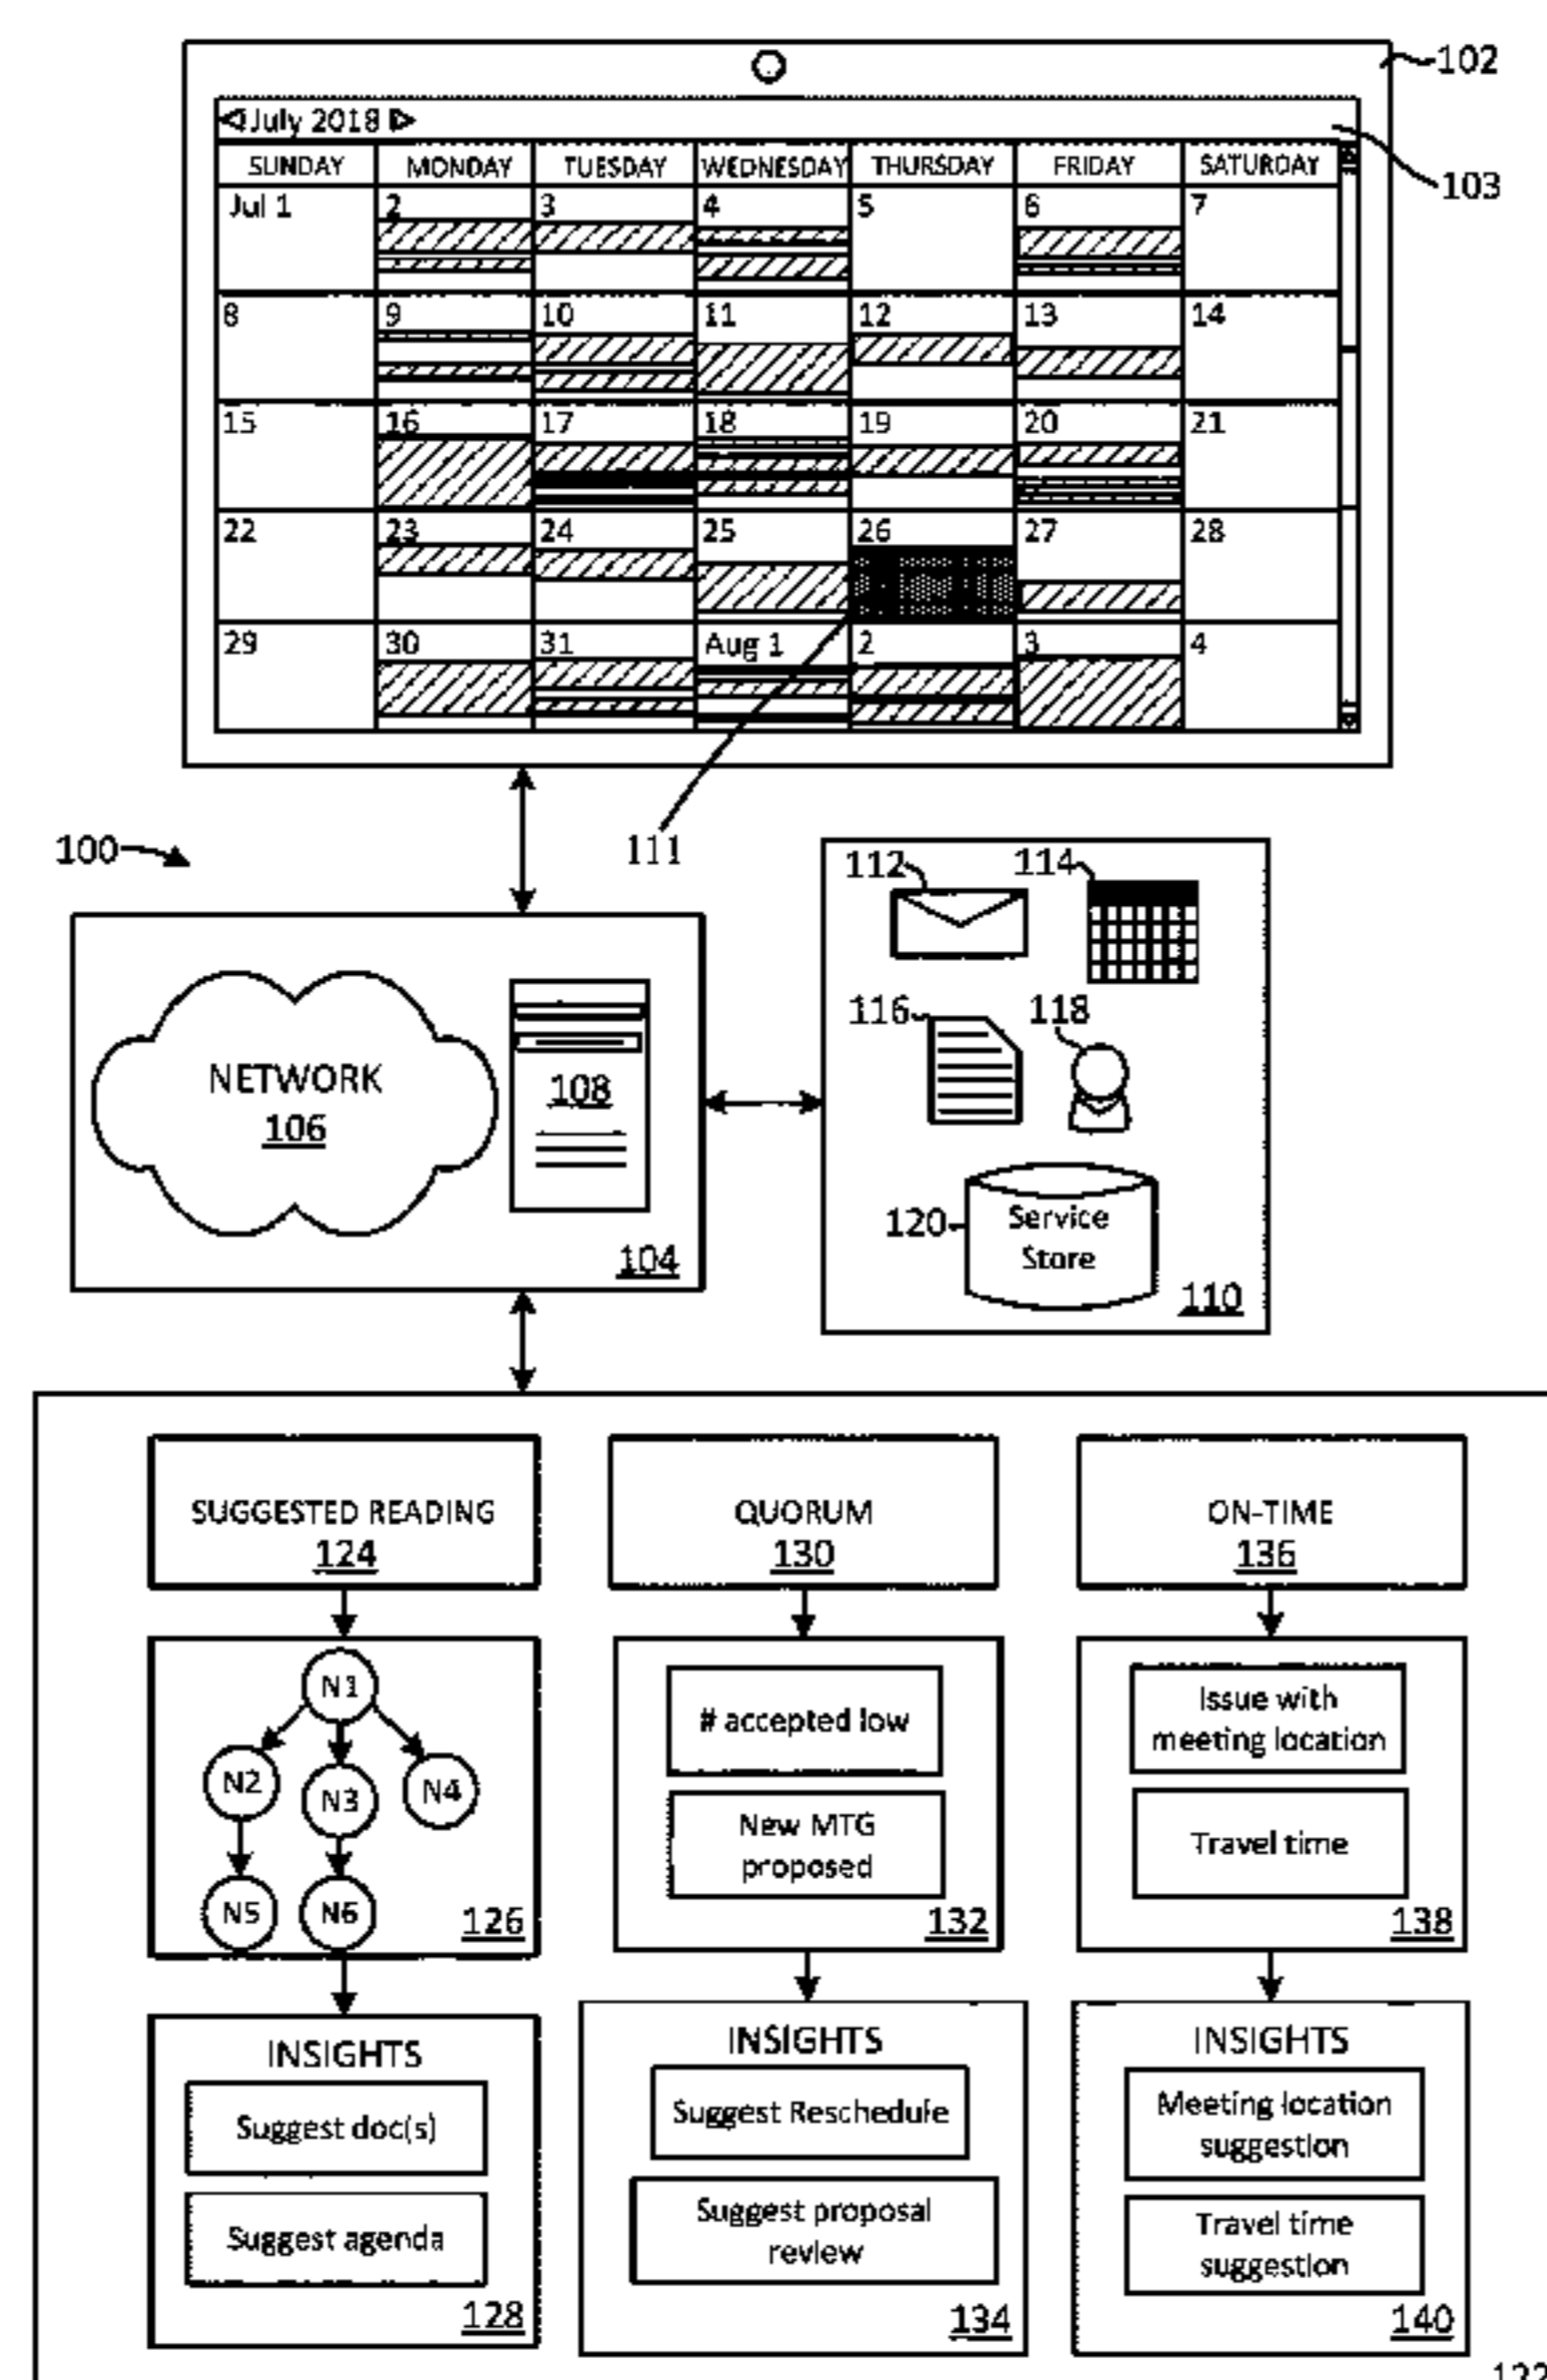 102
July 2018
103
SUNDAY MONDAY TUESDAY WEDNESDAY THURSDAY FRIDAY SATURDAY
Jul 1 2 3 4 5 6 7
8 9 10 11 12 13 14
15 16 17 18 19 20 21
22 23 24 25 26 27 28
29 30 31 Aug 1 2 3 4
100
111
112 114
116 118
NETWORK
106
108
104
120
Service
Store
110
SUGGESTED READING
124
QUORUM
130
ON-TIME
136
N1
N2 N3 N4
N5 N6
126
# accepted low
New MTG
proposed
132
Issue with
meeting location
Travel time
138
INSIGHTS
Suggest doc(s)
Suggest agenda
128
INSIGHTS
Suggest Reschedule
Suggest proposal
review
134
INSIGHTS
Meeting location
suggestion
Travel time
suggestion
140